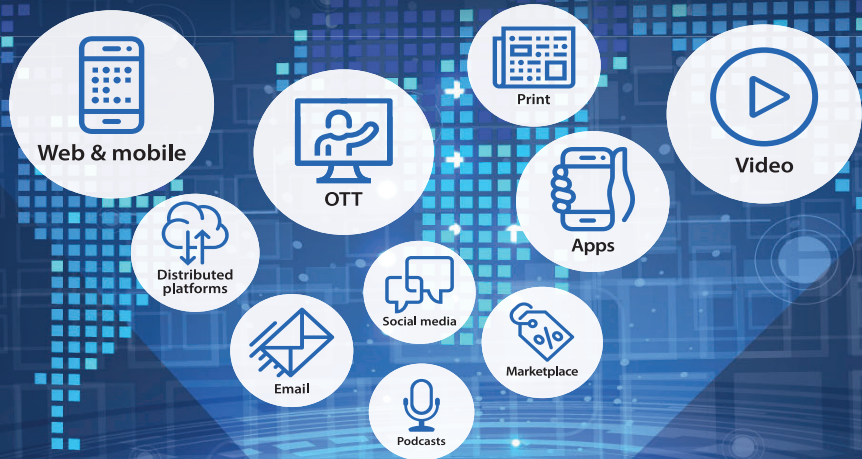 Print
Web & mobile
Video
OTT
Apps
Distributed
platforms
Social media
Marketplace
Email
Podcasts